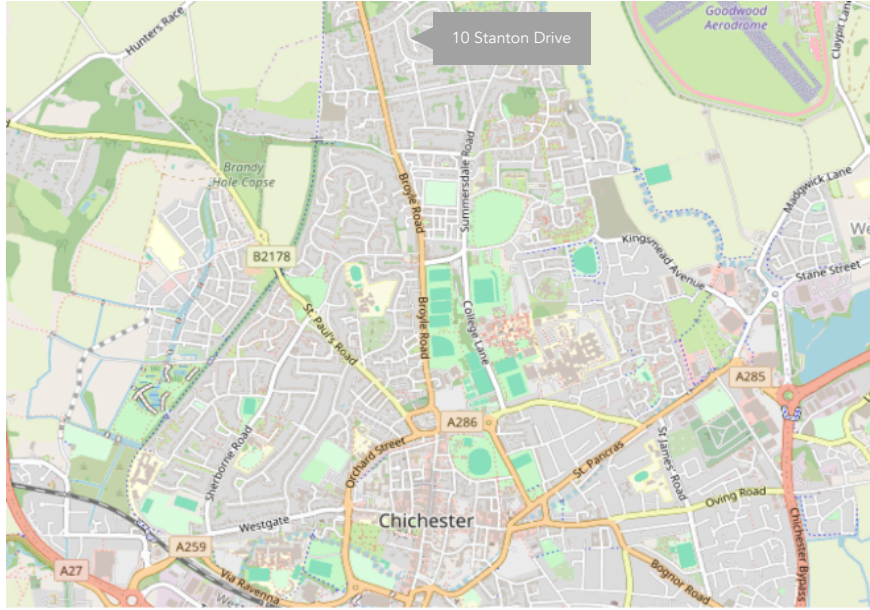 Goodwood
Aerodrome
Claypit Lane
10 Stanton Drive
Hunters Race
Brandy
Hole Copse
Broyle Road
Summersdale Road
Madgwick Lane
We
Kingsmead Avenue
Stane Street
B2178
St. Paul's Road
Broyle Road
College Lane
A285
A286
Orchard Street
St. Pancras
St James' Road
Sherborne Road
Oving Road
Westgate
Chichester
Chichester Bypass
A259
A27
Via Ravenna
Bognor Road